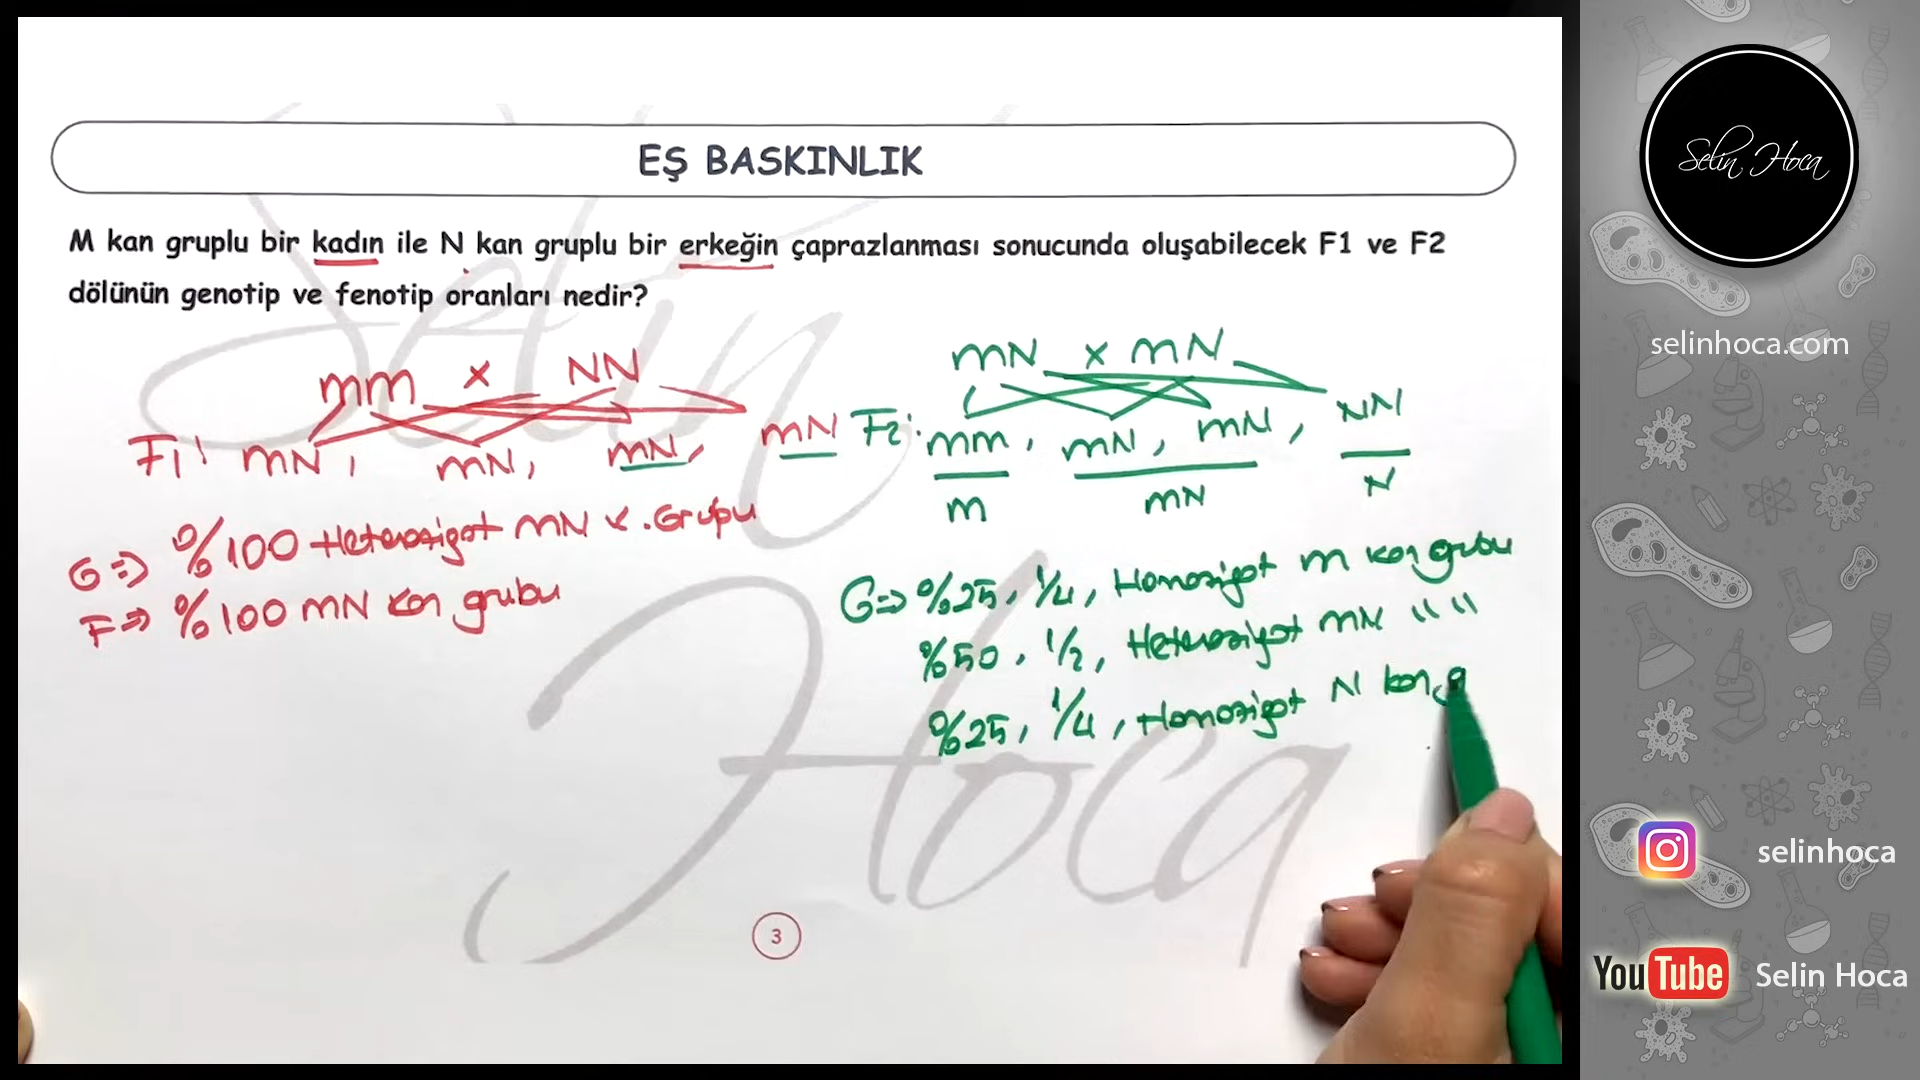 EŞ BASKINLIK
M kan gruplu bir kadın ile N kan gruplu bir erkeğin çaprazlanması sonucunda oluşabilecek F1 ve F2
dölünün genotip ve fenotip oranları nedir?
mm x NN
F1: mN, mN, mN, mN
G => %100 Heterozigot mN K. Grupu
F => %100 mN kan grubu
mN x mN
F2: mm, mN, mN, NN
m mN N
G => %25, 1/4, Homozigot m kan grubu
%50, 1/2, Heterozigot mN " "
%25, 1/4, Homozigot N kan g
3
Selin Hoca
Selin Hoca
selinhoca.com
selinhoca
YouTube Selin Hoca